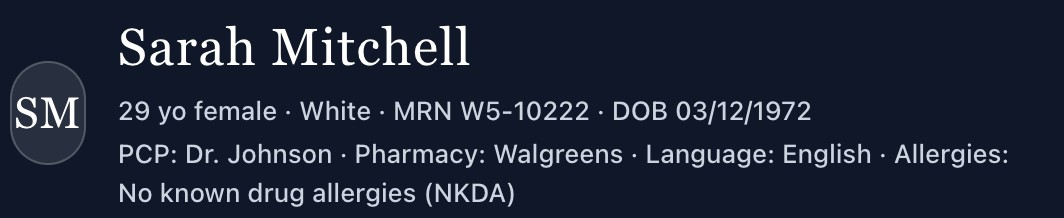 Sarah Mitchell
SM
29 yo female · White · MRN W5-10222 · DOB 03/12/1972
PCP: Dr. Johnson · Pharmacy: Walgreens · Language: English · Allergies:
No known drug allergies (NKDA)